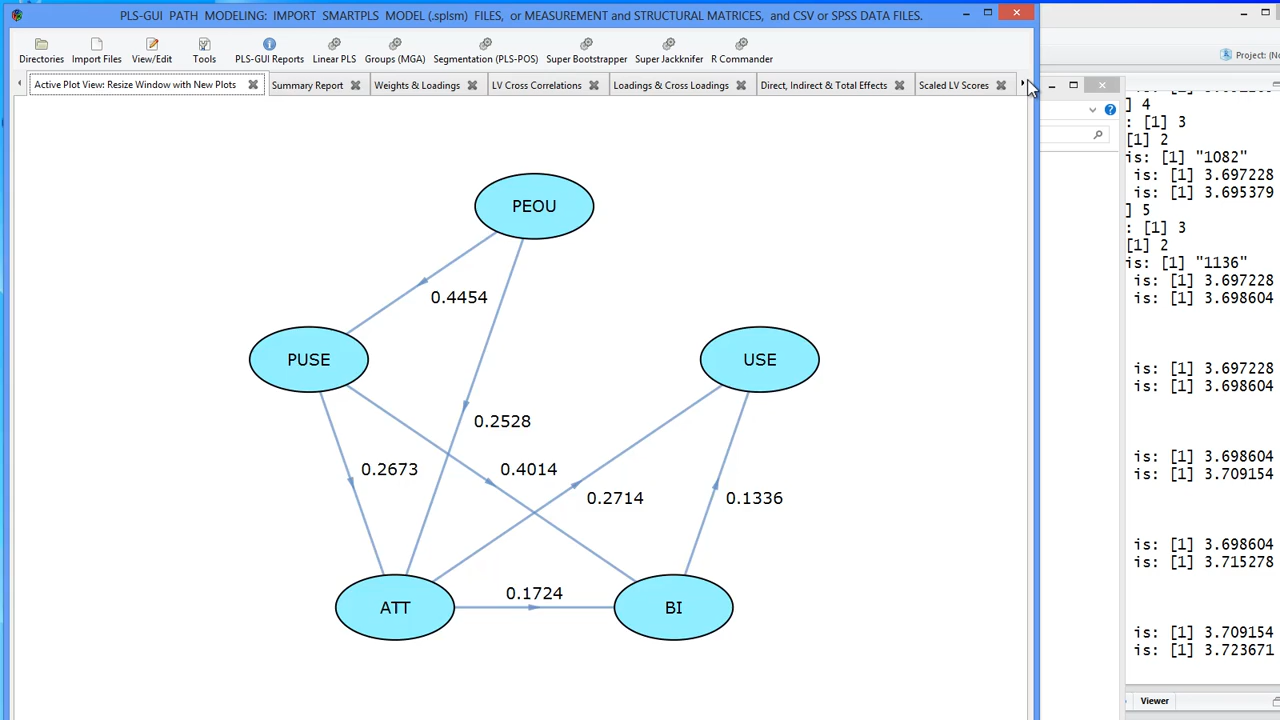 PLS-GUI PATH MODELING: IMPORT SMARTPLS MODEL (.splsm) FILES, or MEASUREMENT and STRUCTURAL MATRICES, and CSV or SPSS DATA FILES.
Directories Import Files View/Edit Tools PLS-GUI Reports Linear PLS Groups (MGA) Segmentation (PLS-POS) Super Bootstrapper Super Jackknifer R Commander
Active Plot View: Resize Window with New Plots Summary Report Weights & Loadings LV Cross Correlations Loadings & Cross Loadings Direct, Indirect & Total Effects Scaled LV Scores
PEOU
0.4454
PUSE
USE
0.2528
0.2673
0.4014
0.2714
0.1336
0.1724
ATT
BI
Project: (No
] 4
: [1] 3
[1] 2
is: [1] "1082"
is: [1] 3.697228
is: [1] 3.695379
] 5
: [1] 3
[1] 2
is: [1] "1136"
is: [1] 3.697228
is: [1] 3.698604
is: [1] 3.697228
is: [1] 3.698604
is: [1] 3.698604
is: [1] 3.709154
is: [1] 3.698604
is: [1] 3.715278
is: [1] 3.709154
is: [1] 3.723671
Viewer